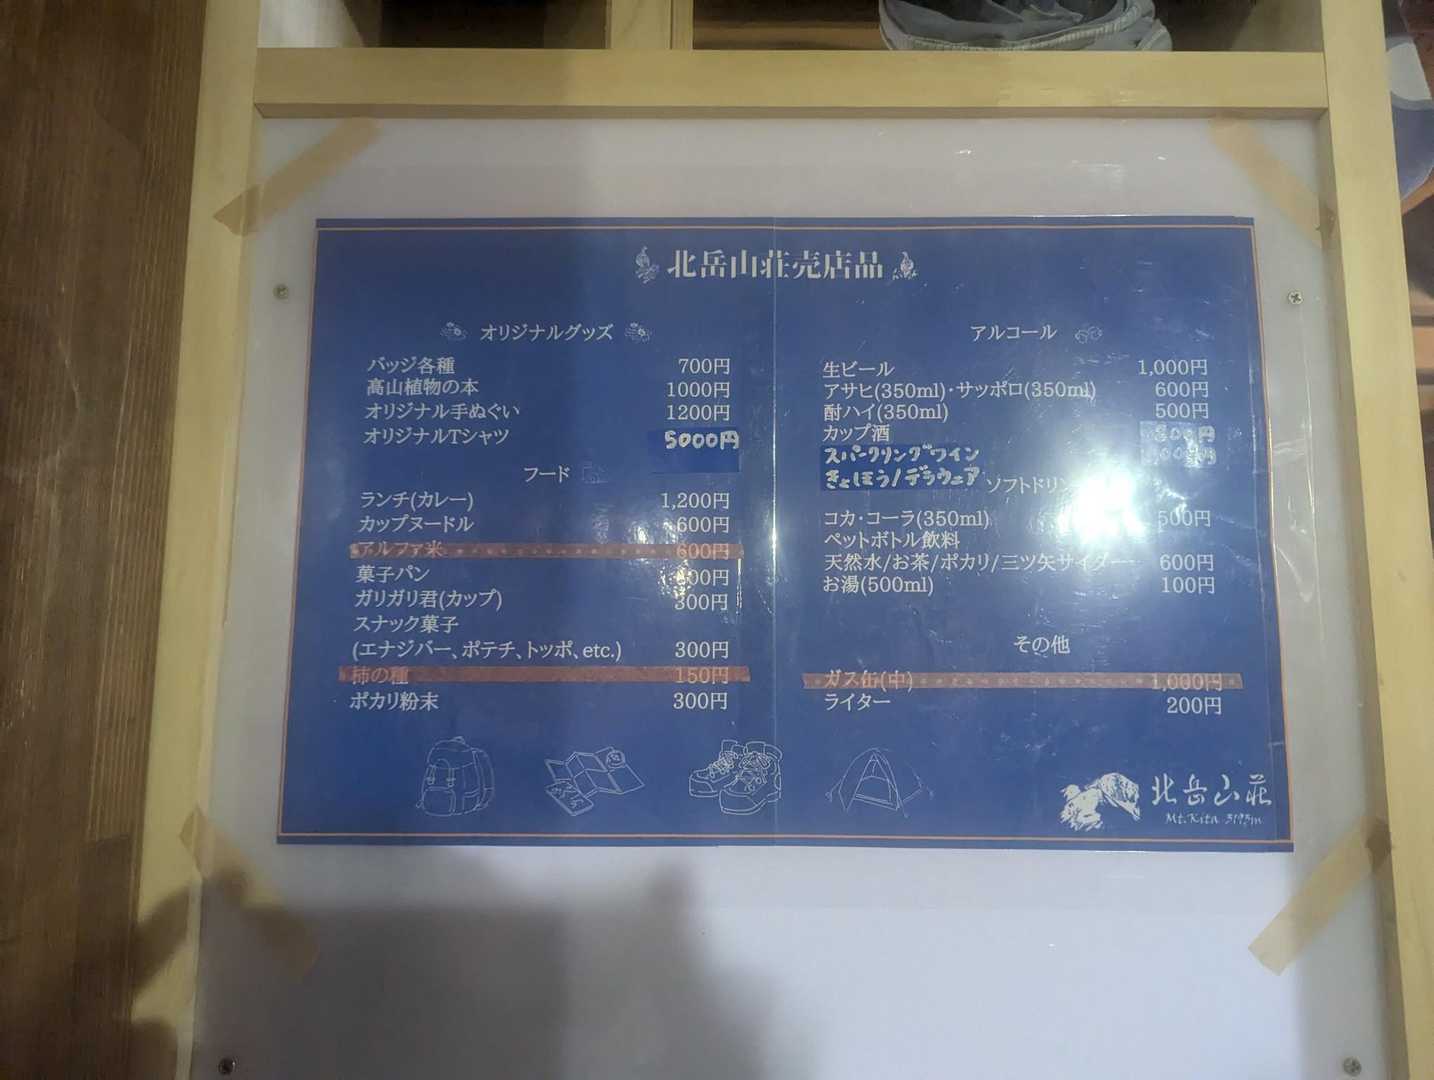 北岳山荘売店品
オリジナルグッズ
バッジ各種 700円
高山植物の本 1000円
オリジナル手ぬぐい 1200円
オリジナルTシャツ 5000円
フード
ランチ(カレー) 1,200円
カップヌードル 600円
アルファ米 600円
菓子パン 00円
ガリガリ君(カップ) 300円
スナック菓子
(エナジバー、ポテチ、トッポ、etc.) 300円
柿の種 150円
ポカリ粉末 300円
アルコール
生ビール 1,000円
アサヒ(350ml)・サッポロ(350ml) 600円
酎ハイ(350ml) 500円
カップ酒
スパークリングワイン
きょほう/デラウェア
ソフトドリン
コカ・コーラ(350ml) 500円
ペットボトル飲料
天然水/お茶/ポカリ/三ツ矢サイダー 600円
お湯(500ml) 100円
その他
ガス缶(中) 1,000円
ライター 200円
北岳山荘
Mt.Kita 3193m